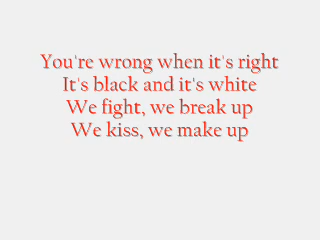 You're wrong when it's right
It's black and it's white
We fight, we break up
We kiss, we make up